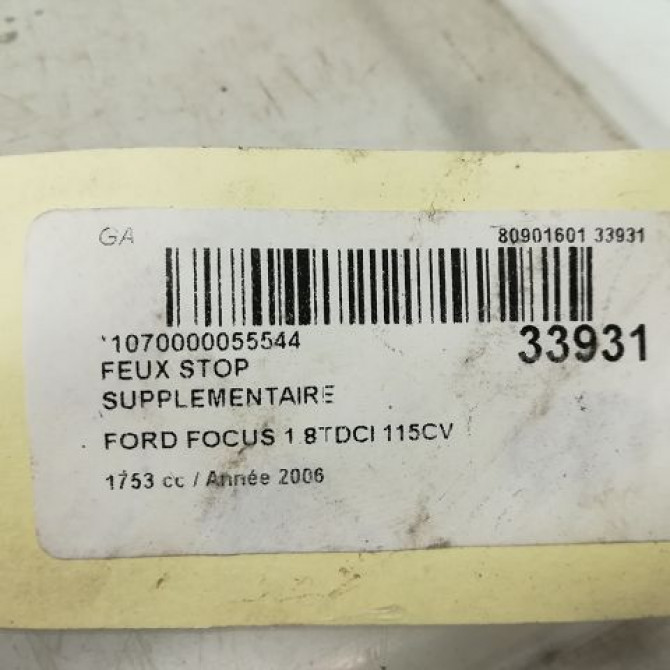 GA
80901601 33931
'1070000055544
33931
FEUX STOP
SUPPLEMENTAIRE
FORD FOCUS 1.8TDCI 115CV
1753 cc / Année 2006